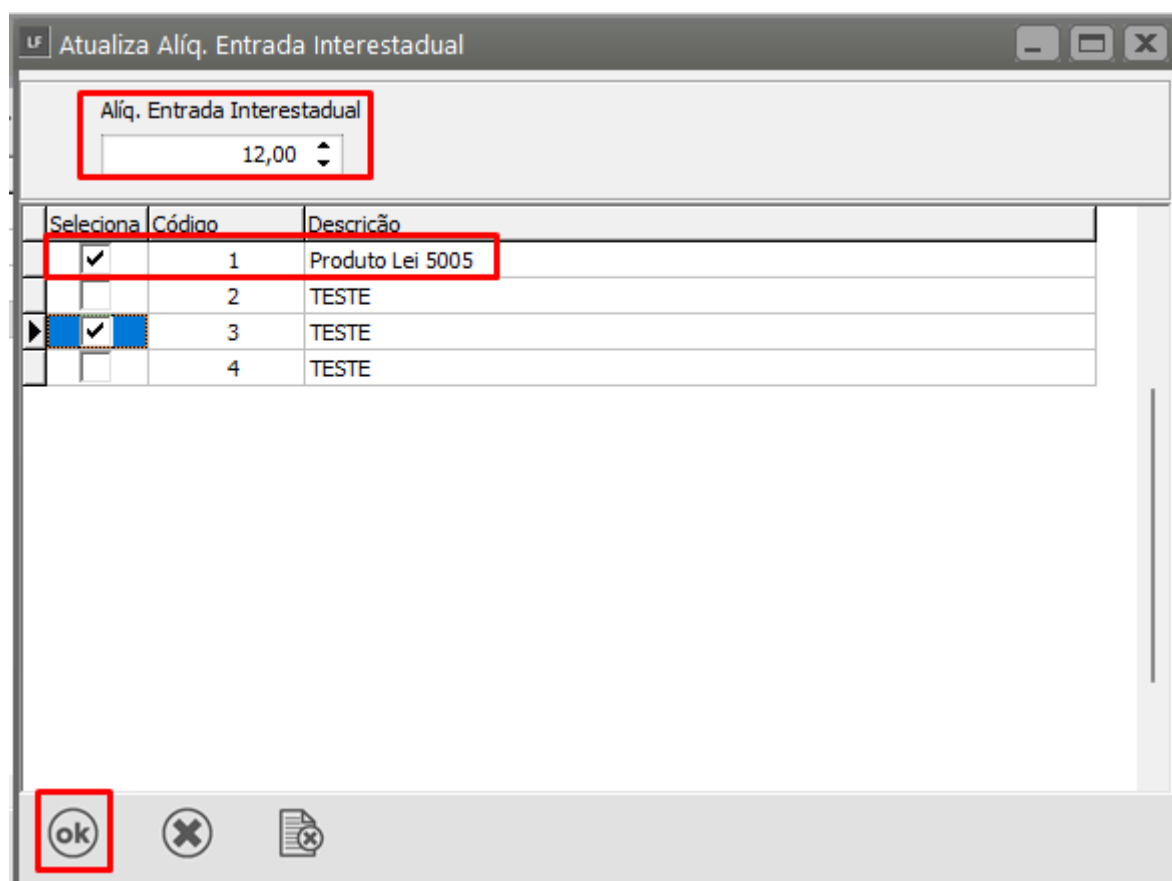 LF Atualiza Alíq. Entrada Interestadual
Alíq. Entrada Interestadual
12,00
Seleciona Código Descrição
1 Produto Lei 5005
2 TESTE
3 TESTE
4 TESTE
ok